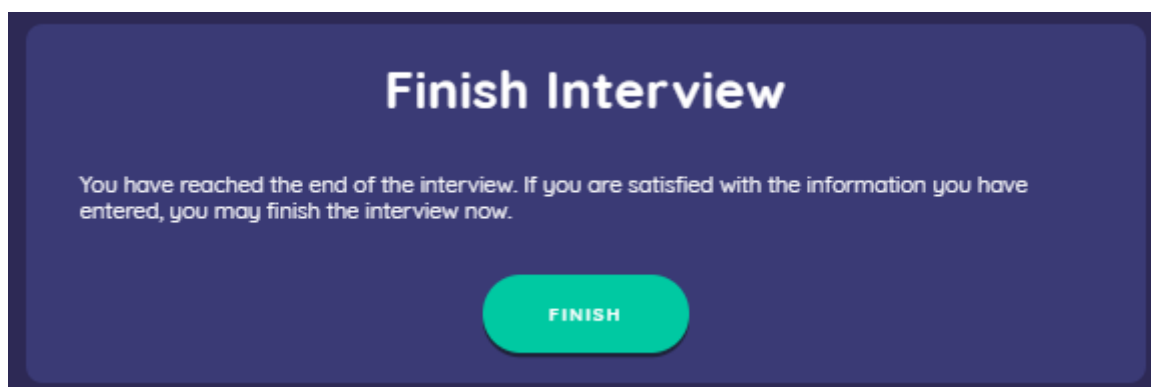 Finish Interview
You have reached the end of the interview. If you are satisfied with the information you have
entered, you may finish the interview now.
FINISH